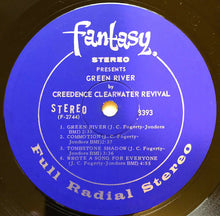 fantasy
STEREO
PRESENTS
GREEN RIVER
by
CREEDENCE CLEARWATER REVIVAL
STEREO
(F-2744)
8393
1. GREEN RIVER (J. C. Fogerty-Jondora
BMI) 2:35
2. COMMOTION (J. C. Fogerty-
Jondora BMI) 2:37
3. TOMBSTONE SHADOW (J. C. Fogerty-
Jondora BMI) 3:36
4. WROTE A SONG FOR EVERYONE
(J. C. Fogerty-Jondora BMI) 4:55
Full Radial Stereo